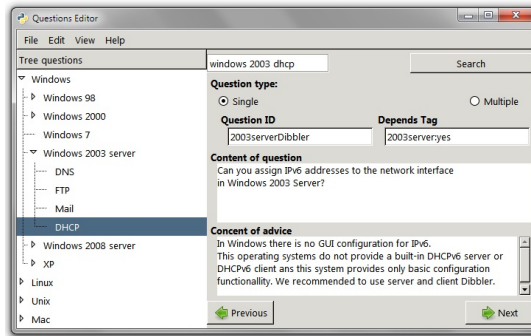 Questions Editor
File Edit View Help
Tree questions
Windows
Windows 98
Windows 2000
Windows 7
Windows 2003 server
DNS
FTP
Mail
DHCP
Windows 2008 server
XP
Linux
Unix
Mac
windows 2003 dhcp
Search
Question type:
Single
Multiple
Question ID
Depends Tag
2003serverDibbler
2003server:yes
Content of question
Can you assign IPv6 addresses to the network interface
in Windows 2003 Server?
Concent of advice
In Windows there is no GUI configuration for IPv6.
This operating systems do not provide a built-in DHCPv6 server or
DHCPv6 client ans this system provides only basic configuration
functionallity. We recommended to use server and client Dibbler.
Previous
Next